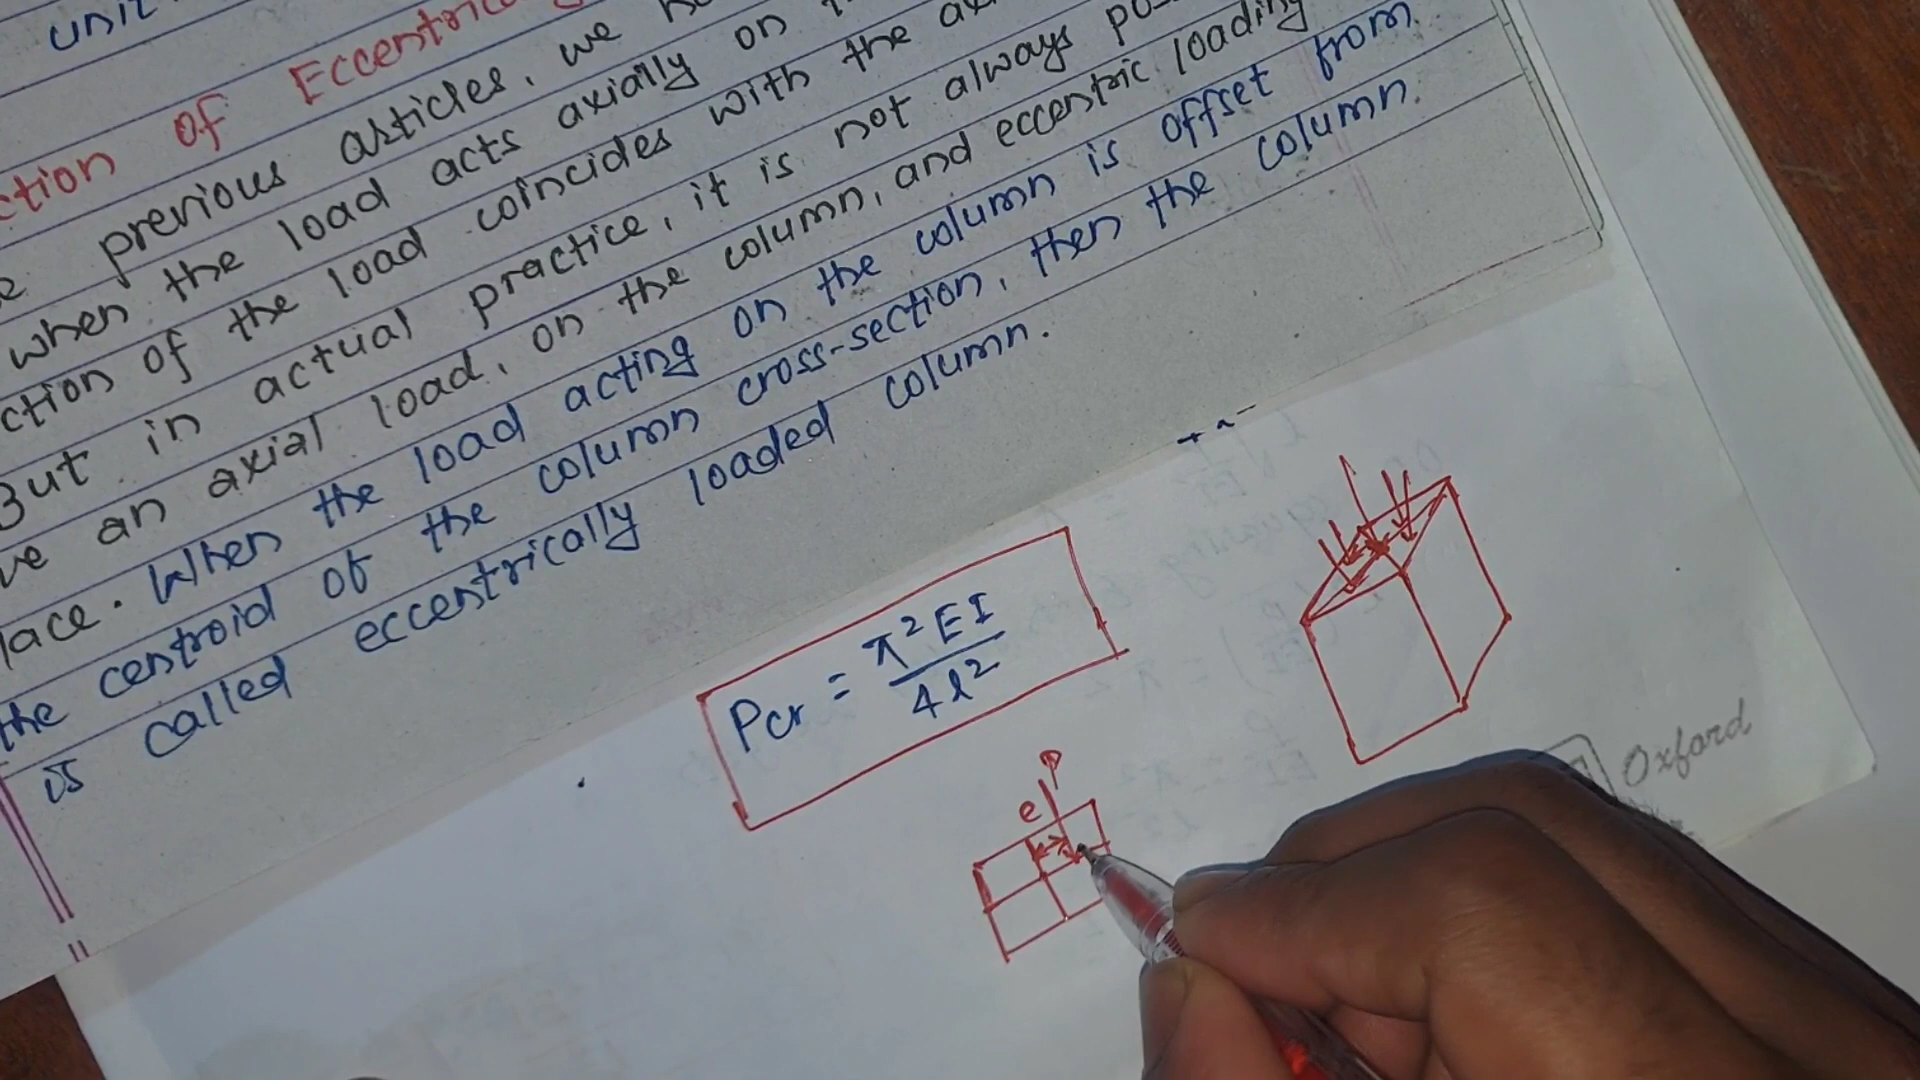 unit
ction of Eccentric
previous articles, we
when the load acts axially on
ction of the load coincides with the
But in actual practice, it is not always
ve an axial load, on the column, and eccentric loading
lace. When the load acting on the column is offset from
the centroid of the column cross-section, then the column
is called eccentrically loaded column.
Pcr = π²EI / 4l²
P
e
Oxford